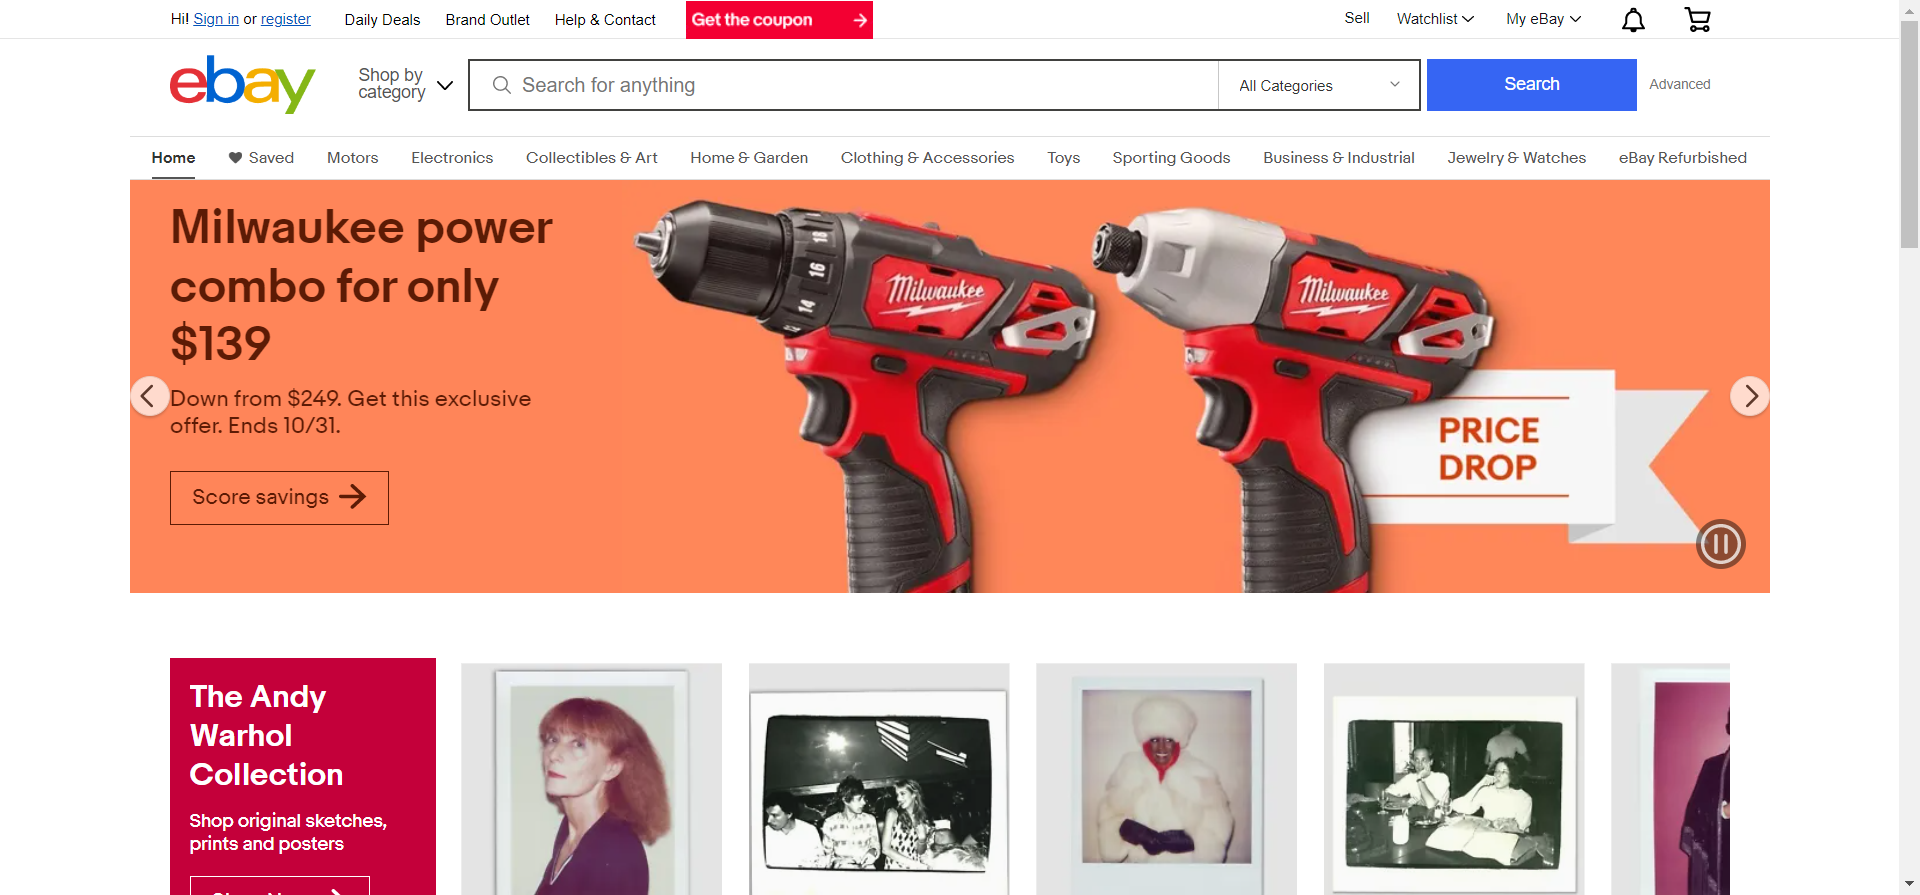 Hi! Sign in or register
Daily Deals
Brand Outlet
Help & Contact
Get the coupon
Sell
Watchlist
My eBay
ebay
Shop by
category
Search for anything
All Categories
Search
Advanced
Home
Saved
Motors
Electronics
Collectibles & Art
Home & Garden
Clothing & Accessories
Toys
Sporting Goods
Business & Industrial
Jewelry & Watches
eBay Refurbished
Milwaukee power
combo for only
$139
Down from $249. Get this exclusive
offer. Ends 10/31.
Score savings
18
16
14
12
Milwaukee
Milwaukee
PRICE
DROP
The Andy
Warhol
Collection
Shop original sketches,
prints and posters